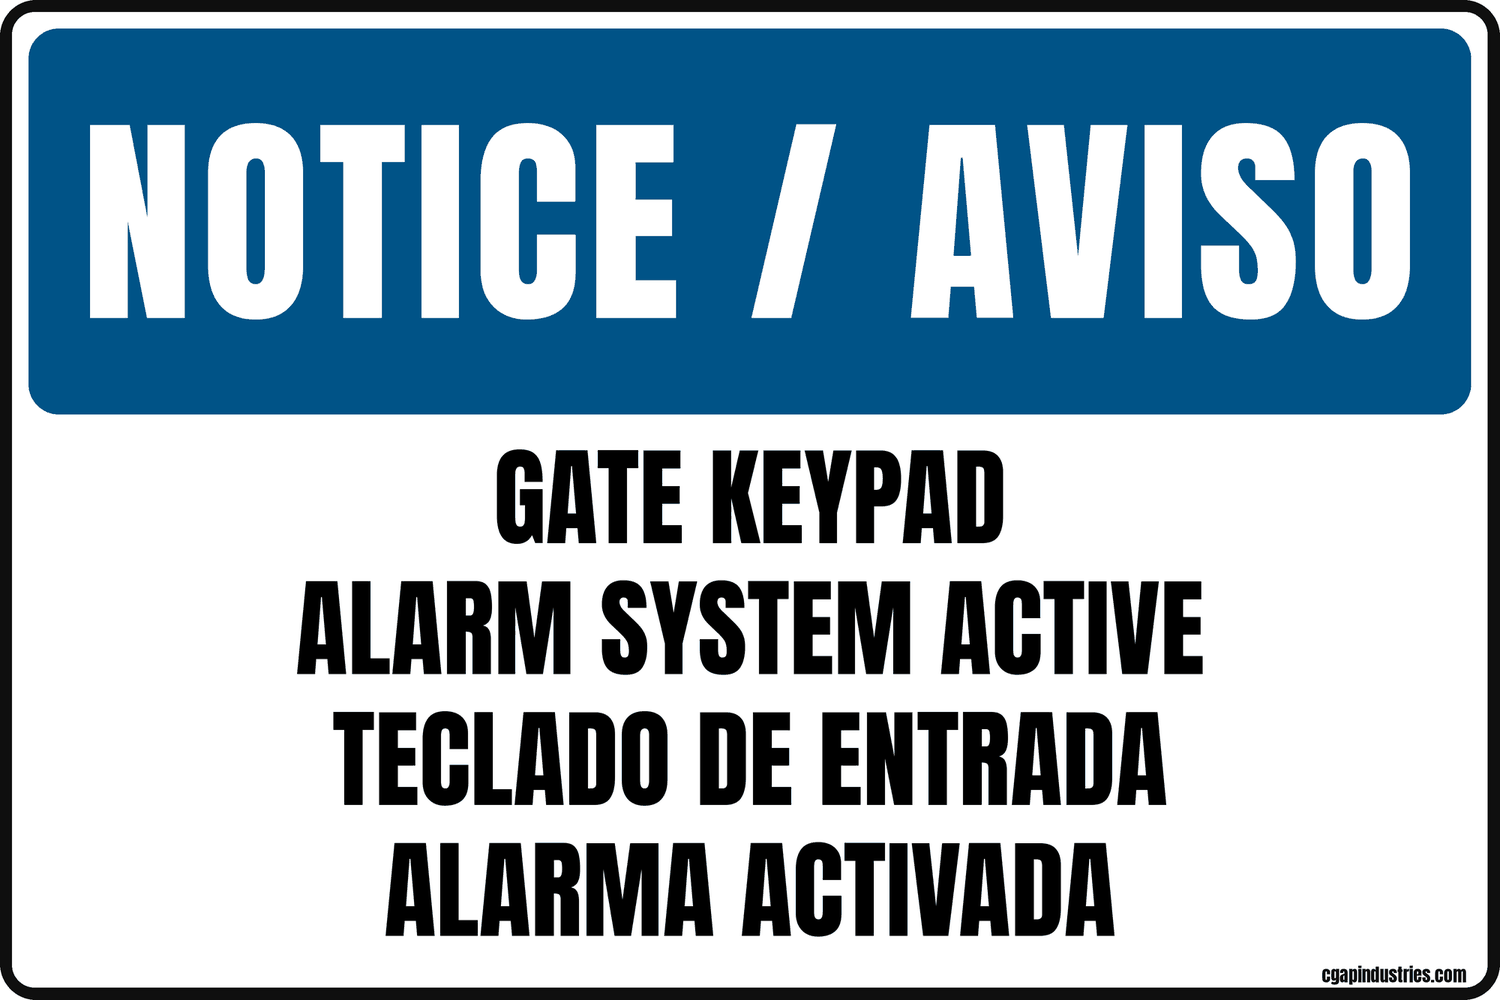 NOTICE / AVISO
GATE KEYPAD
ALARM SYSTEM ACTIVE
TECLADO DE ENTRADA
ALARMA ACTIVADA
cgapindustries.com